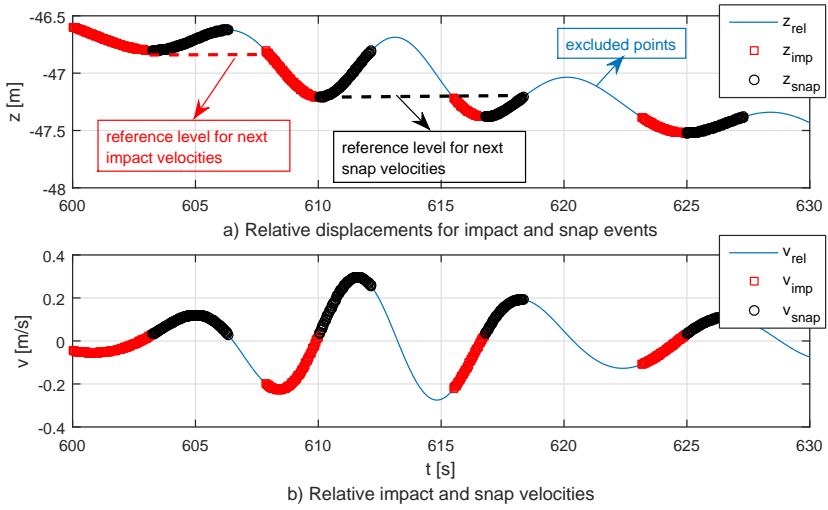 -46.5
-47
-47.5
-48
z [m]
600
605
610
615
620
625
630
reference level for next
impact velocities
reference level for next
snap velocities
excluded points
z_rel
z_imp
z_snap
a) Relative displacements for impact and snap events
0.4
0.2
0
-0.2
-0.4
v [m/s]
600
605
610
615
620
625
630
v_rel
v_imp
v_snap
t [s]
b) Relative impact and snap velocities